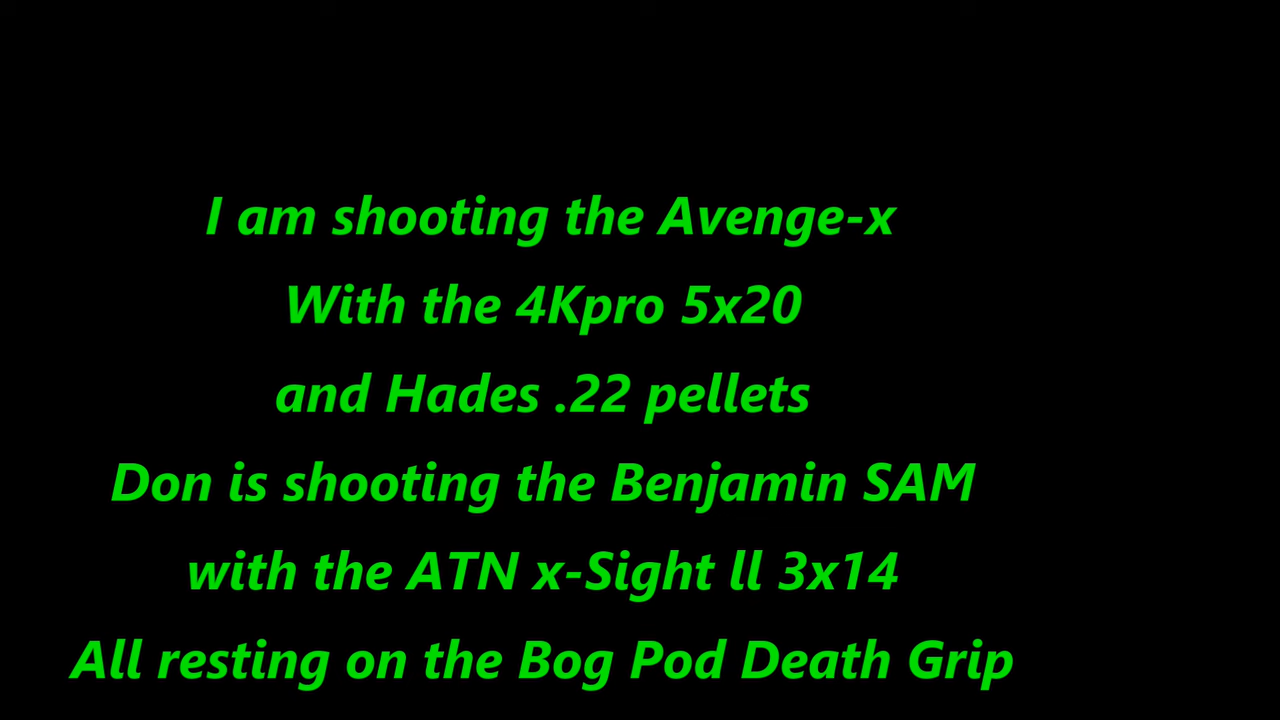 I am shooting the Avenge-x
With the 4Kpro 5x20
and Hades .22 pellets
Don is shooting the Benjamin SAM
with the ATN x-Sight ll 3x14
All resting on the Bog Pod Death Grip